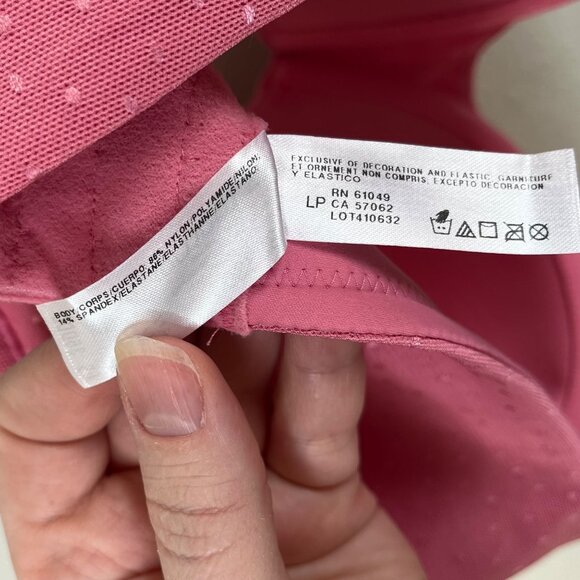 BODY, CORPS/CUERPO: 86% NYLON/POLYAMIDE/NILON,
14% SPANDEX/ELASTANE/ELASTHANNE/ELASTANO.
EXCLUSIVE OF DECORATION AND ELASTIC, GARNITURE
ET ORNEMENT NON COMPRIS, EXCEPTO DECORACION
Y ELASTICO
RN 61049
LP CA 57062
LOT410632